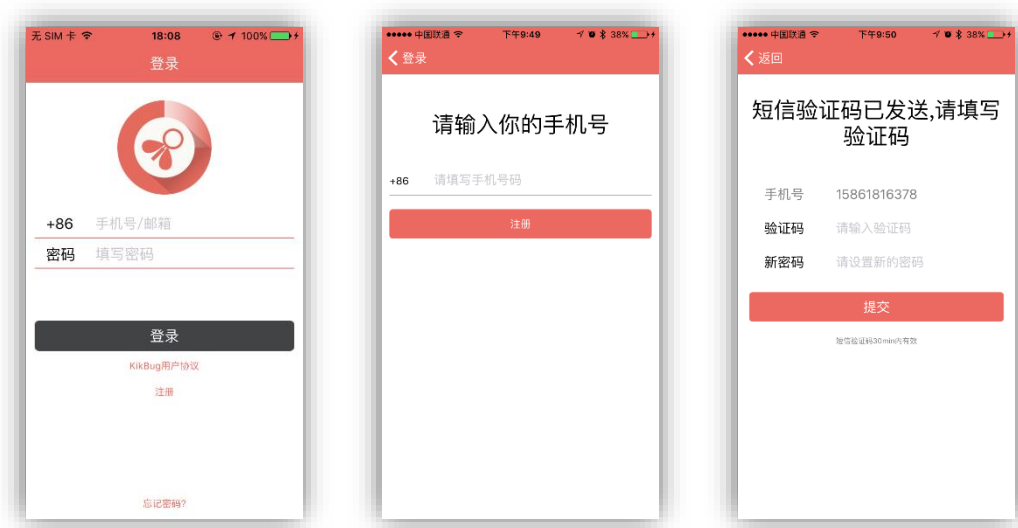 无 SIM 卡
18:08
100%
登录
+86 手机号/邮箱
密码 填写密码
登录
KikBug用户协议
注册
忘记密码?
中国联通
下午9:49
38%
登录
请输入你的手机号
+86 请填写手机号码
注册
中国联通
下午9:50
38%
返回
短信验证码已发送,请填写
验证码
手机号 15861816378
验证码 请输入验证码
新密码 请设置新的密码
提交
短信验证码30min内有效